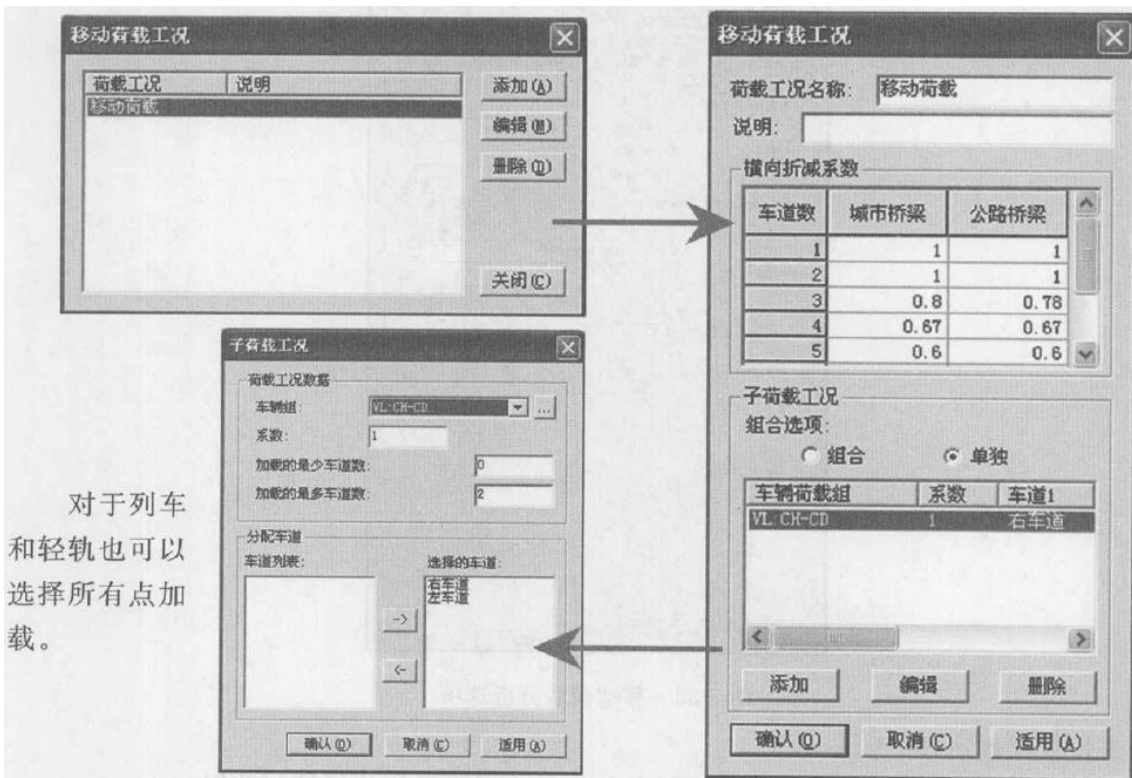 移动荷载工况
荷载工况 说明
移动荷载
添加(A)
编辑(M)
删除(D)
关闭(C)
移动荷载工况
荷载工况名称: 移动荷载
说明:
横向折减系数
车道数 城市桥梁 公路桥梁
1 1 1
2 1 1
3 0.8 0.78
4 0.67 0.67
5 0.6 0.6
子荷载工况
组合选项:
组合 单独
车辆荷载组 系数 车道1
VL:CH-CD 1 右车道
添加 编辑 删除
确认(O) 取消(C) 适用(A)
子荷载工况
荷载工况数据
车辆组: VL:CH-CD ...
系数: 1
加载的最少车道数: 0
加载的最多车道数: 2
分配车道
车道列表: 选择的车道:
右车道
左车道
->
<-
确认(O) 取消(C) 适用(A)
对于列车
和轻轨也可以
选择所有点加
载。